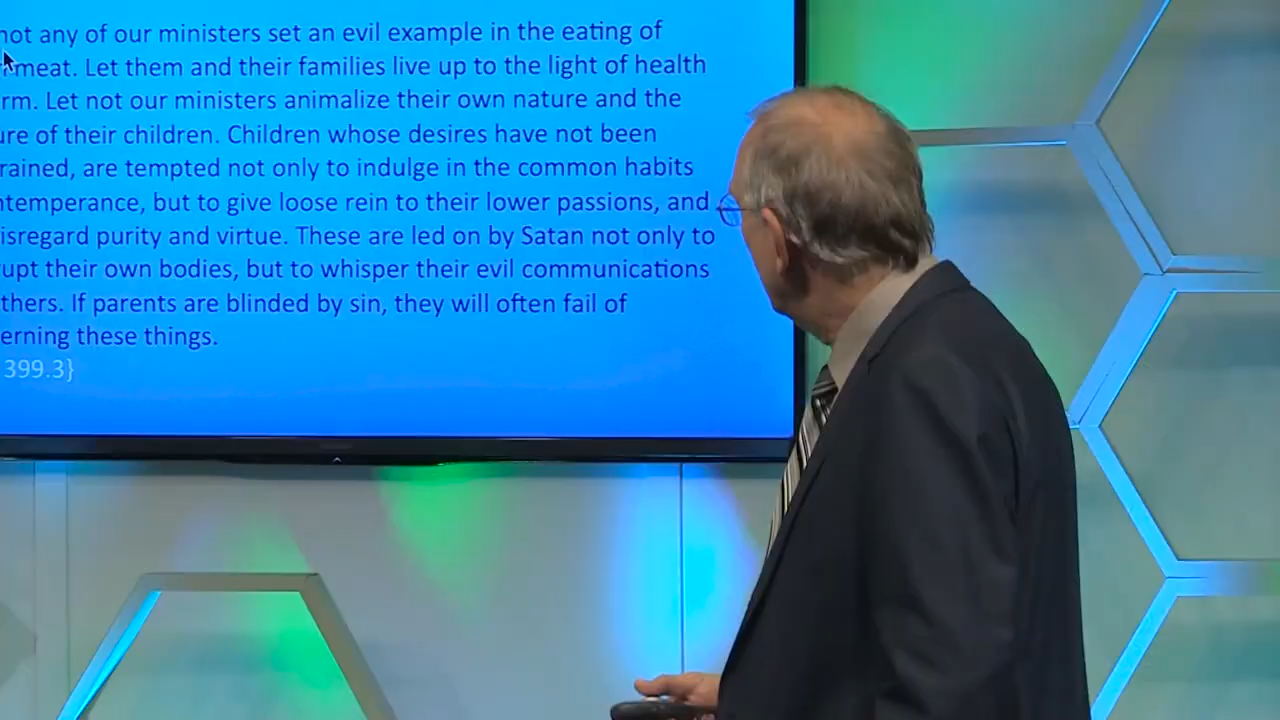 not any of our ministers set an evil example in the eating of
meat. Let them and their families live up to the light of health
rm. Let not our ministers animalize their own nature and the
ure of their children. Children whose desires have not been
rained, are tempted not only to indulge in the common habits
ntemperance, but to give loose rein to their lower passions, and
isregard purity and virtue. These are led on by Satan not only to
upt their own bodies, but to whisper their evil communications
thers. If parents are blinded by sin, they will often fail of
erning these things.
399.3}